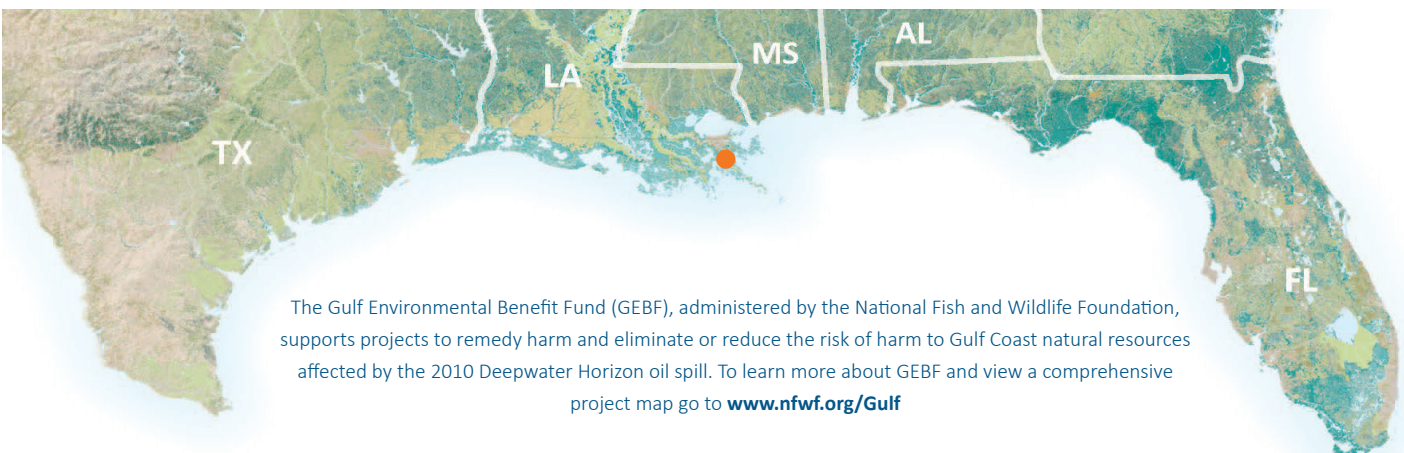 AL
MS
LA
TX
FL
The Gulf Environmental Benefit Fund (GEBF), administered by the National Fish and Wildlife Foundation,
supports projects to remedy harm and eliminate or reduce the risk of harm to Gulf Coast natural resources
affected by the 2010 Deepwater Horizon oil spill. To learn more about GEBF and view a comprehensive
project map go to www.nfwf.org/Gulf